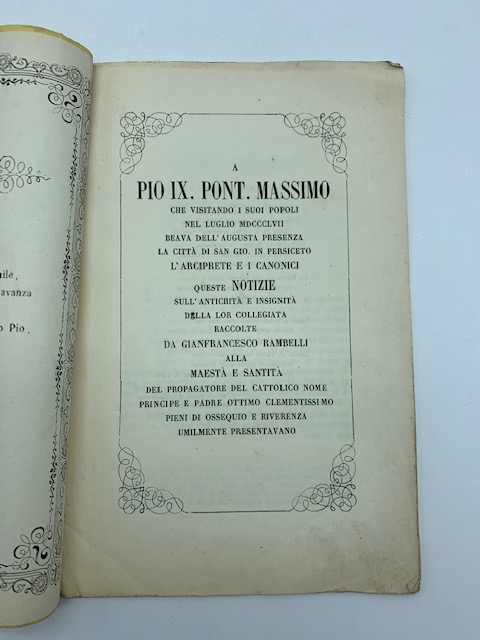 nile,
avanza
o Pio,
A
PIO IX. PONT. MASSIMO
CHE VISITANDO I SUOI POPOLI
NEL LUGLIO MDCCCLVII
BEAVA DELL'AUGUSTA PRESENZA
LA CITTÀ DI SAN GIO. IN PERSICETO
L'ARCIPRETE E I CANONICI
QUESTE NOTIZIE
SULL'ANTICHITÀ E INSIGNITÀ
DELLA LOR COLLEGIATA
RACCOLTE
DA GIANFRANCESCO RAMBELLI
ALLA
MAESTÀ E SANTITÀ
DEL PROPAGATORE DEL CATTOLICO NOME
PRINCIPE E PADRE OTTIMO CLEMENTISSIMO
PIENI DI OSSEQUIO E RIVERENZA
UMILMENTE PRESENTAVANO